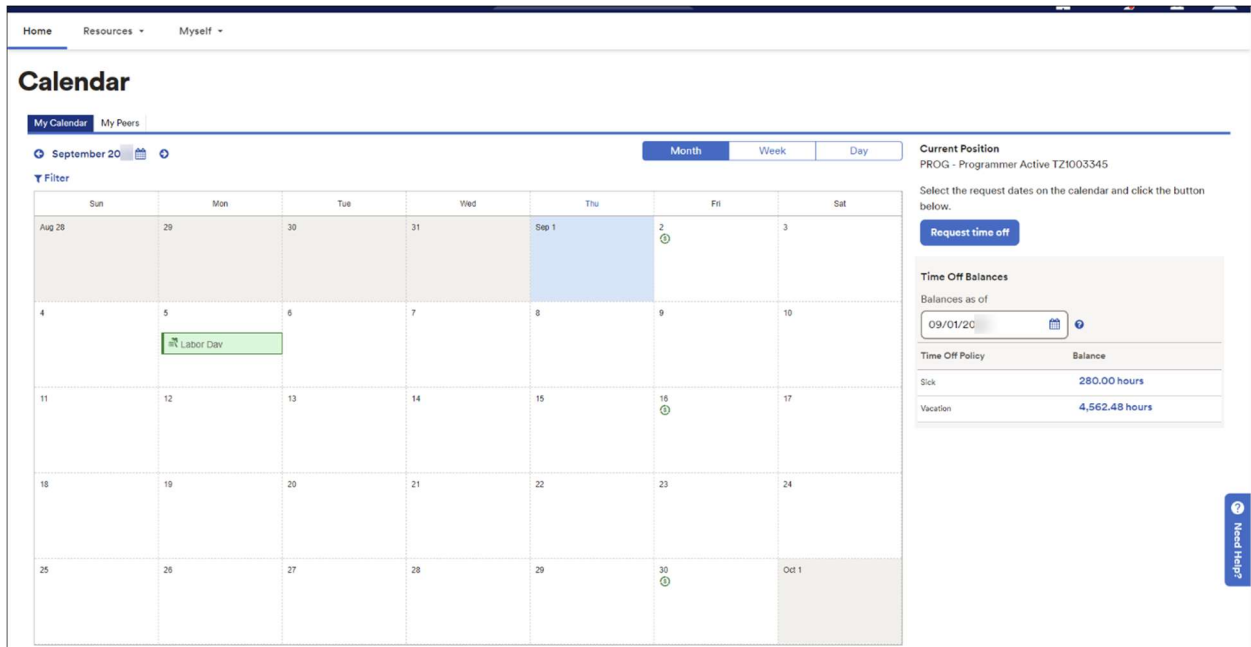 Home Resources Myself
Calendar
My Calendar My Peers
September 20
Month Week Day
Filter
Sun Mon Tue Wed Thu Fri Sat
Aug 28 29 30 31 Sep 1 2 3
4 5 6 7 8 9 10
Labor Day
11 12 13 14 15 16 17
18 19 20 21 22 23 24
25 26 27 28 29 30 Oct 1
Current Position
PROG - Programmer Active TZ1003345
Select the request dates on the calendar and click the button
below.
Request time off
Time Off Balances
Balances as of
09/01/20
Time Off Policy Balance
Sick 280.00 hours
Vacation 4,562.48 hours
Need Help?